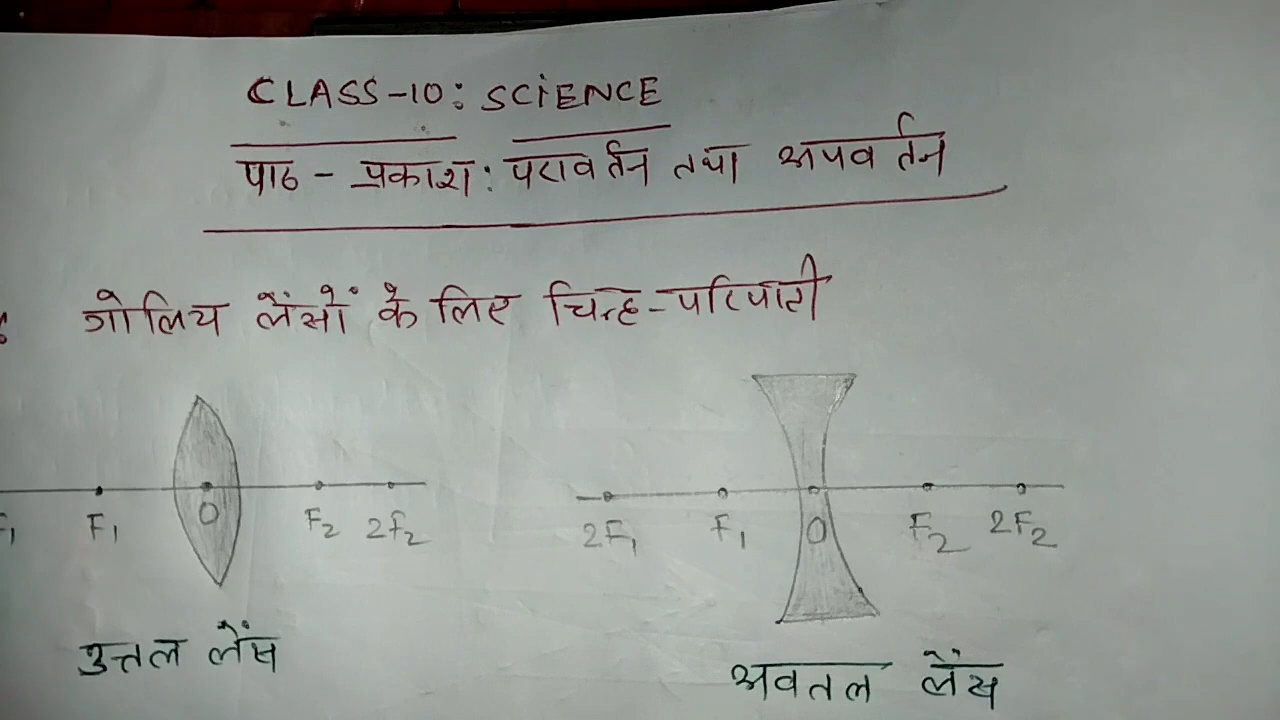 CLASS-10: SCIENCE
पाठ - प्रकाश: परावर्तन तथा अपवर्तन
गोलिय लेंसों के लिए चिन्ह-परिपाटी
F1 O F2 2F2
2F1 F1 O F2 2F2
उत्तल लेंस
अवतल लेंस